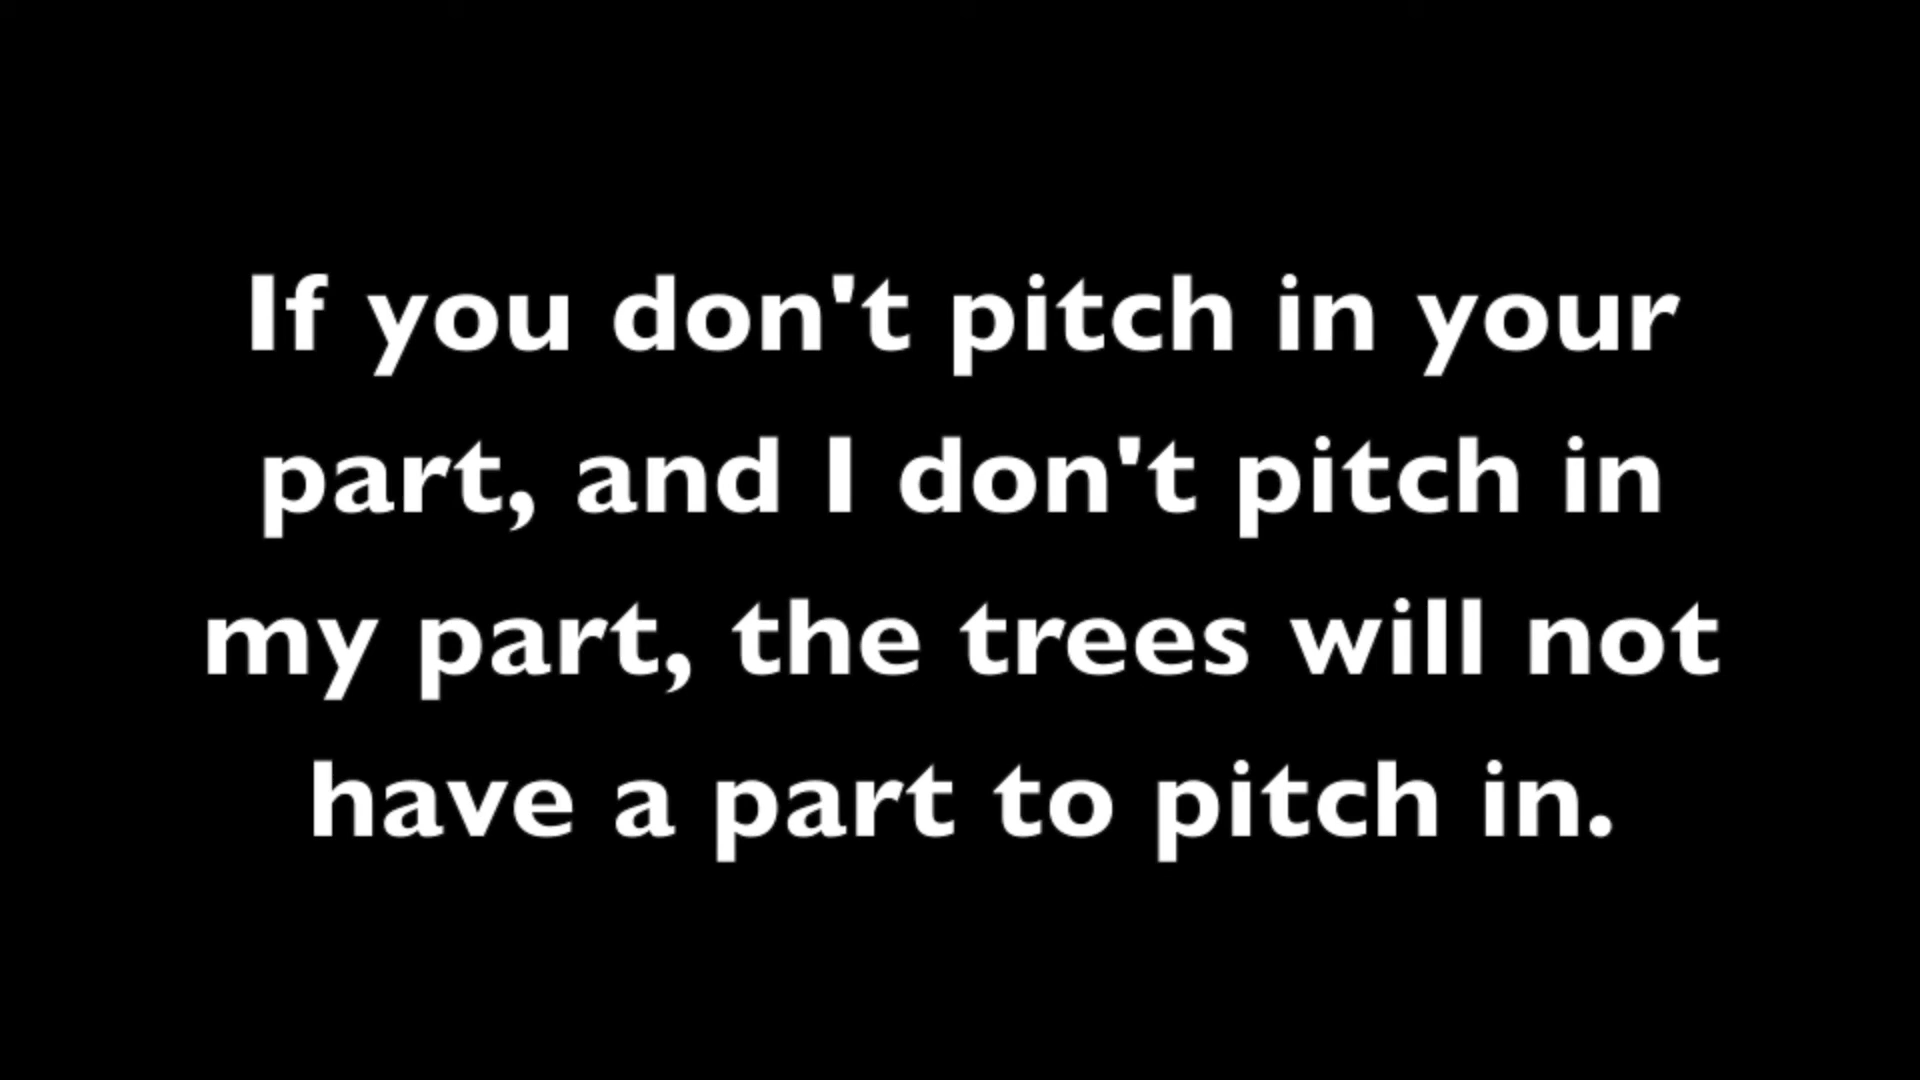 If you don't pitch in your
part, and I don't pitch in
my part, the trees will not
have a part to pitch in.